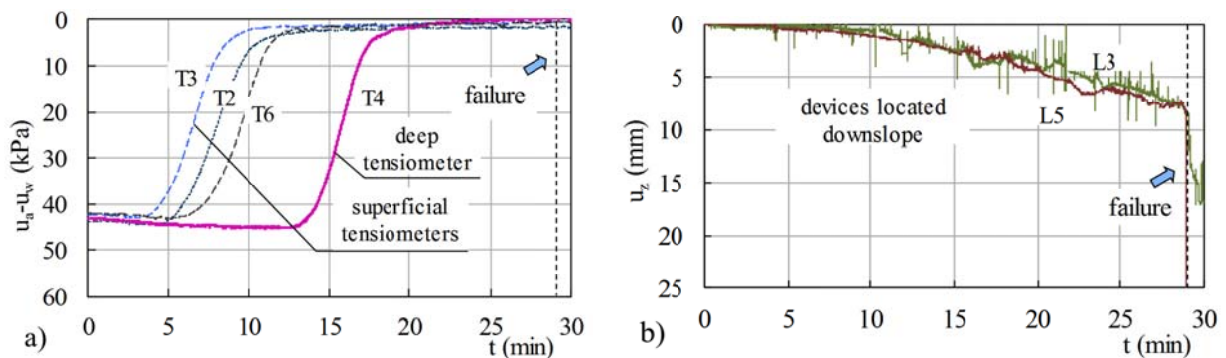 0
10
20
30
40
50
60
u_a-u_w (kPa)
T3
T2
T6
T4
failure
deep
tensiometer
superficial
tensiometers
0 5 10 15 20 25 30
a)
t (min)
0
5
10
15
20
25
u_z (mm)
L3
L5
devices located
downslope
failure
0 5 10 15 20 25 30
b)
t (min)